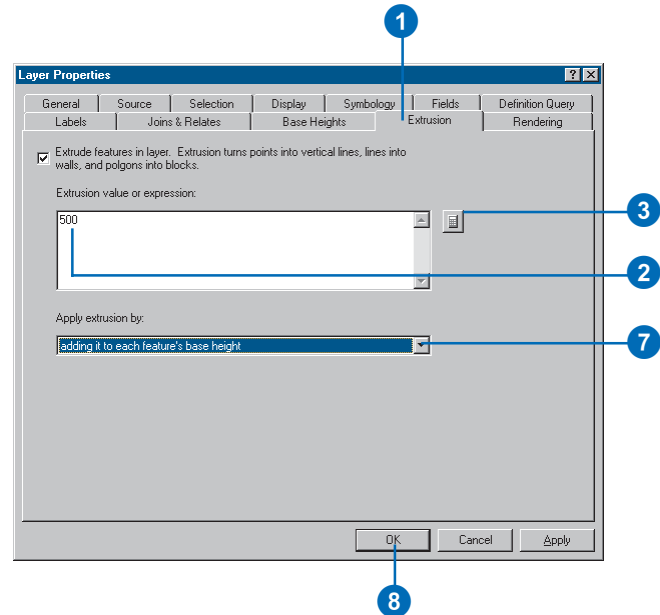 1
Layer Properties
?
General Source Selection Display Symbology Fields Definition Query
Labels Joins & Relates Base Heights Extrusion Rendering
Extrude features in layer. Extrusion turns points into vertical lines, lines into
walls, and polgons into blocks.
Extrusion value or expression:
500
3
2
Apply extrusion by:
adding it to each feature's base height
7
OK Cancel Apply
8